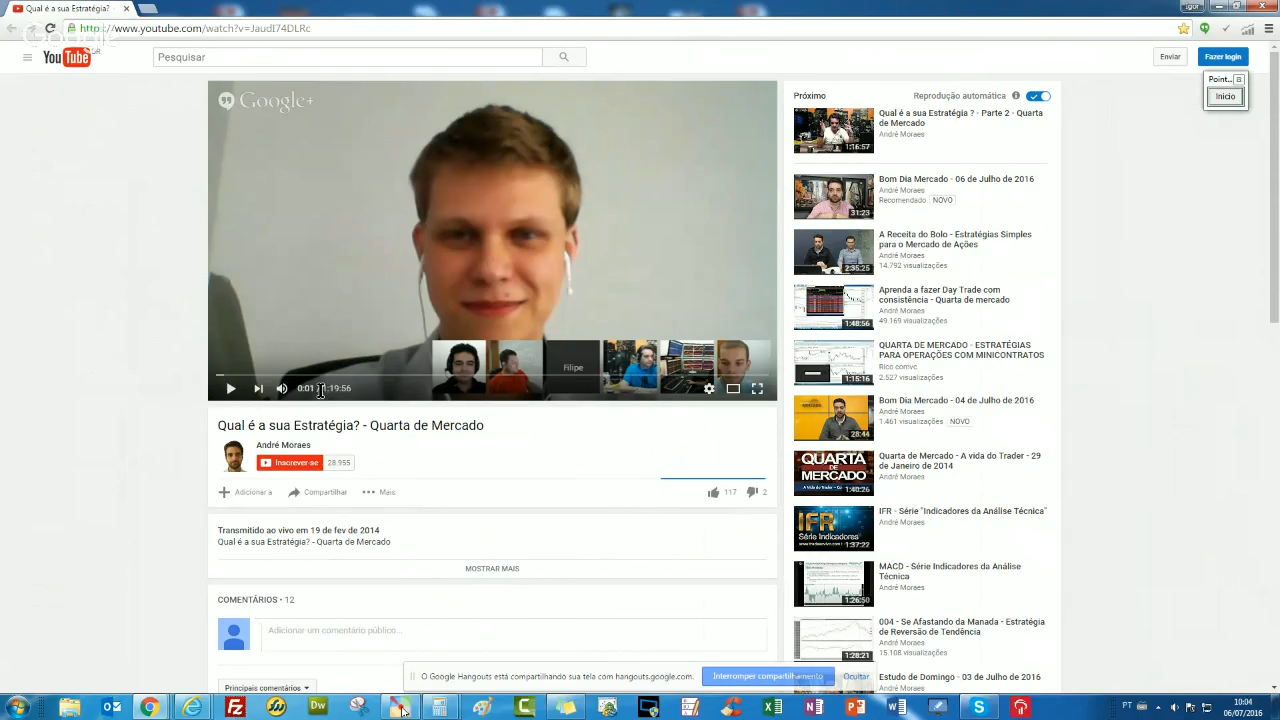 Qual é a sua Estratégia? -
Igor
https://www.youtube.com/watch?v=JaudI74DLRc
YouTube BR
Pesquisar
Enviar
Fazer login
Point...
Inicio
Google+
Filipe
0:01 / 1:19:56
Qual é a sua Estratégia? - Quarta de Mercado
André Moraes
Inscrever-se
28.955
Adicionar a
Compartilhar
Mais
117
2
Transmitido ao vivo em 19 de fev de 2014
Qual é a sua Estratégia? - Quarta de Mercado
MOSTRAR MAIS
COMENTÁRIOS • 12
Adicionar um comentário público...
Principais comentários
Próximo
Reprodução automática
Qual é a sua Estratégia ? - Parte 2 - Quarta
de Mercado
André Moraes
1:16:57
Bom Dia Mercado - 06 de Julho de 2016
André Moraes
Recomendado NOVO
31:23
A Receita do Bolo - Estratégias Simples
para o Mercado de Ações
André Moraes
14.792 visualizações
2:35:25
Aprenda a fazer Day Trade com
consistência - Quarta de mercado
André Moraes
49.169 visualizações
1:48:56
QUARTA DE MERCADO - ESTRATÉGIAS
PARA OPERAÇÕES COM MINICONTRATOS
Rico comvc
2.527 visualizações
1:15:16
Bom Dia Mercado - 04 de Julho de 2016
André Moraes
1.461 visualizações NOVO
28:44
Quarta de Mercado - A vida do Trader - 29
de Janeiro de 2014
André Moraes
QUARTA
DE
MERCADO
1:40:26
IFR - Série "Indicadores da Análise Técnica"
André Moraes
IFR
Série Indicadores
1:37:22
MACD - Série Indicadores da Análise
Técnica
André Moraes
1:26:50
004 - Se Afastando da Manada - Estratégia
de Reversão de Tendência
André Moraes
15.108 visualizações
1:28:21
Estudo de Domingo - 03 de Julho de 2016
André Moraes
O Google Hangouts está compartilhando sua tela com hangouts.google.com.
Interromper compartilhamento
Ocultar
Dw
PT
10:04
06/07/2016